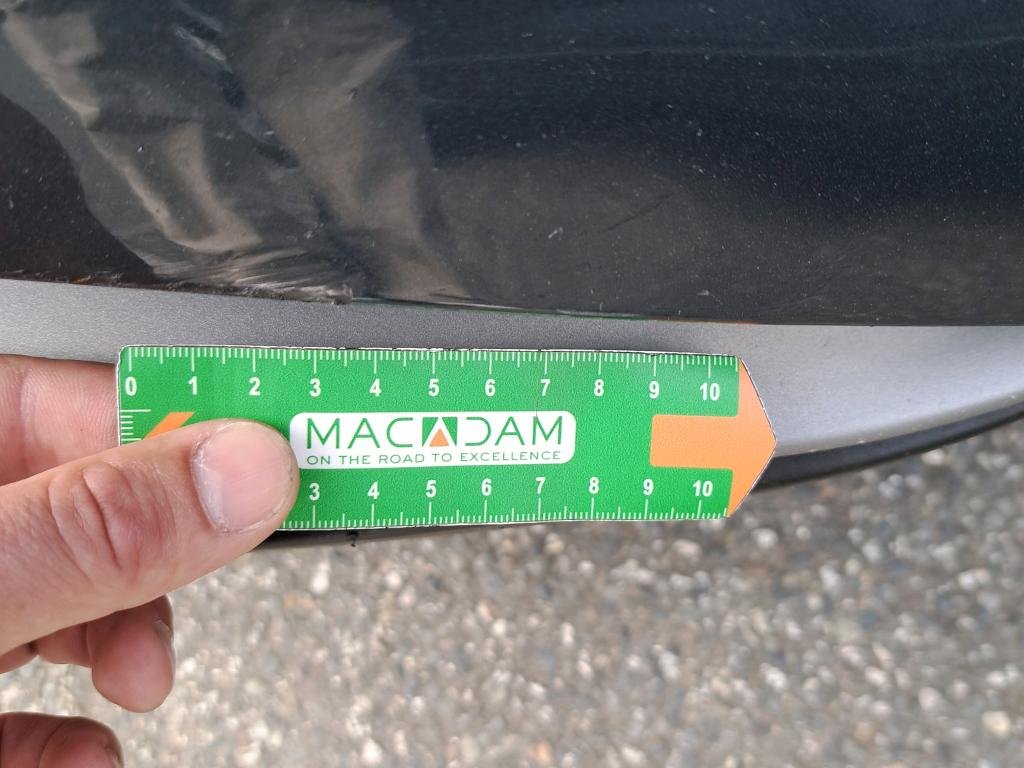 0 1 2 3 4 5 6 7 8 9 10
MACADAM
ON THE ROAD TO EXCELLENCE
3 4 5 6 7 8 9 10